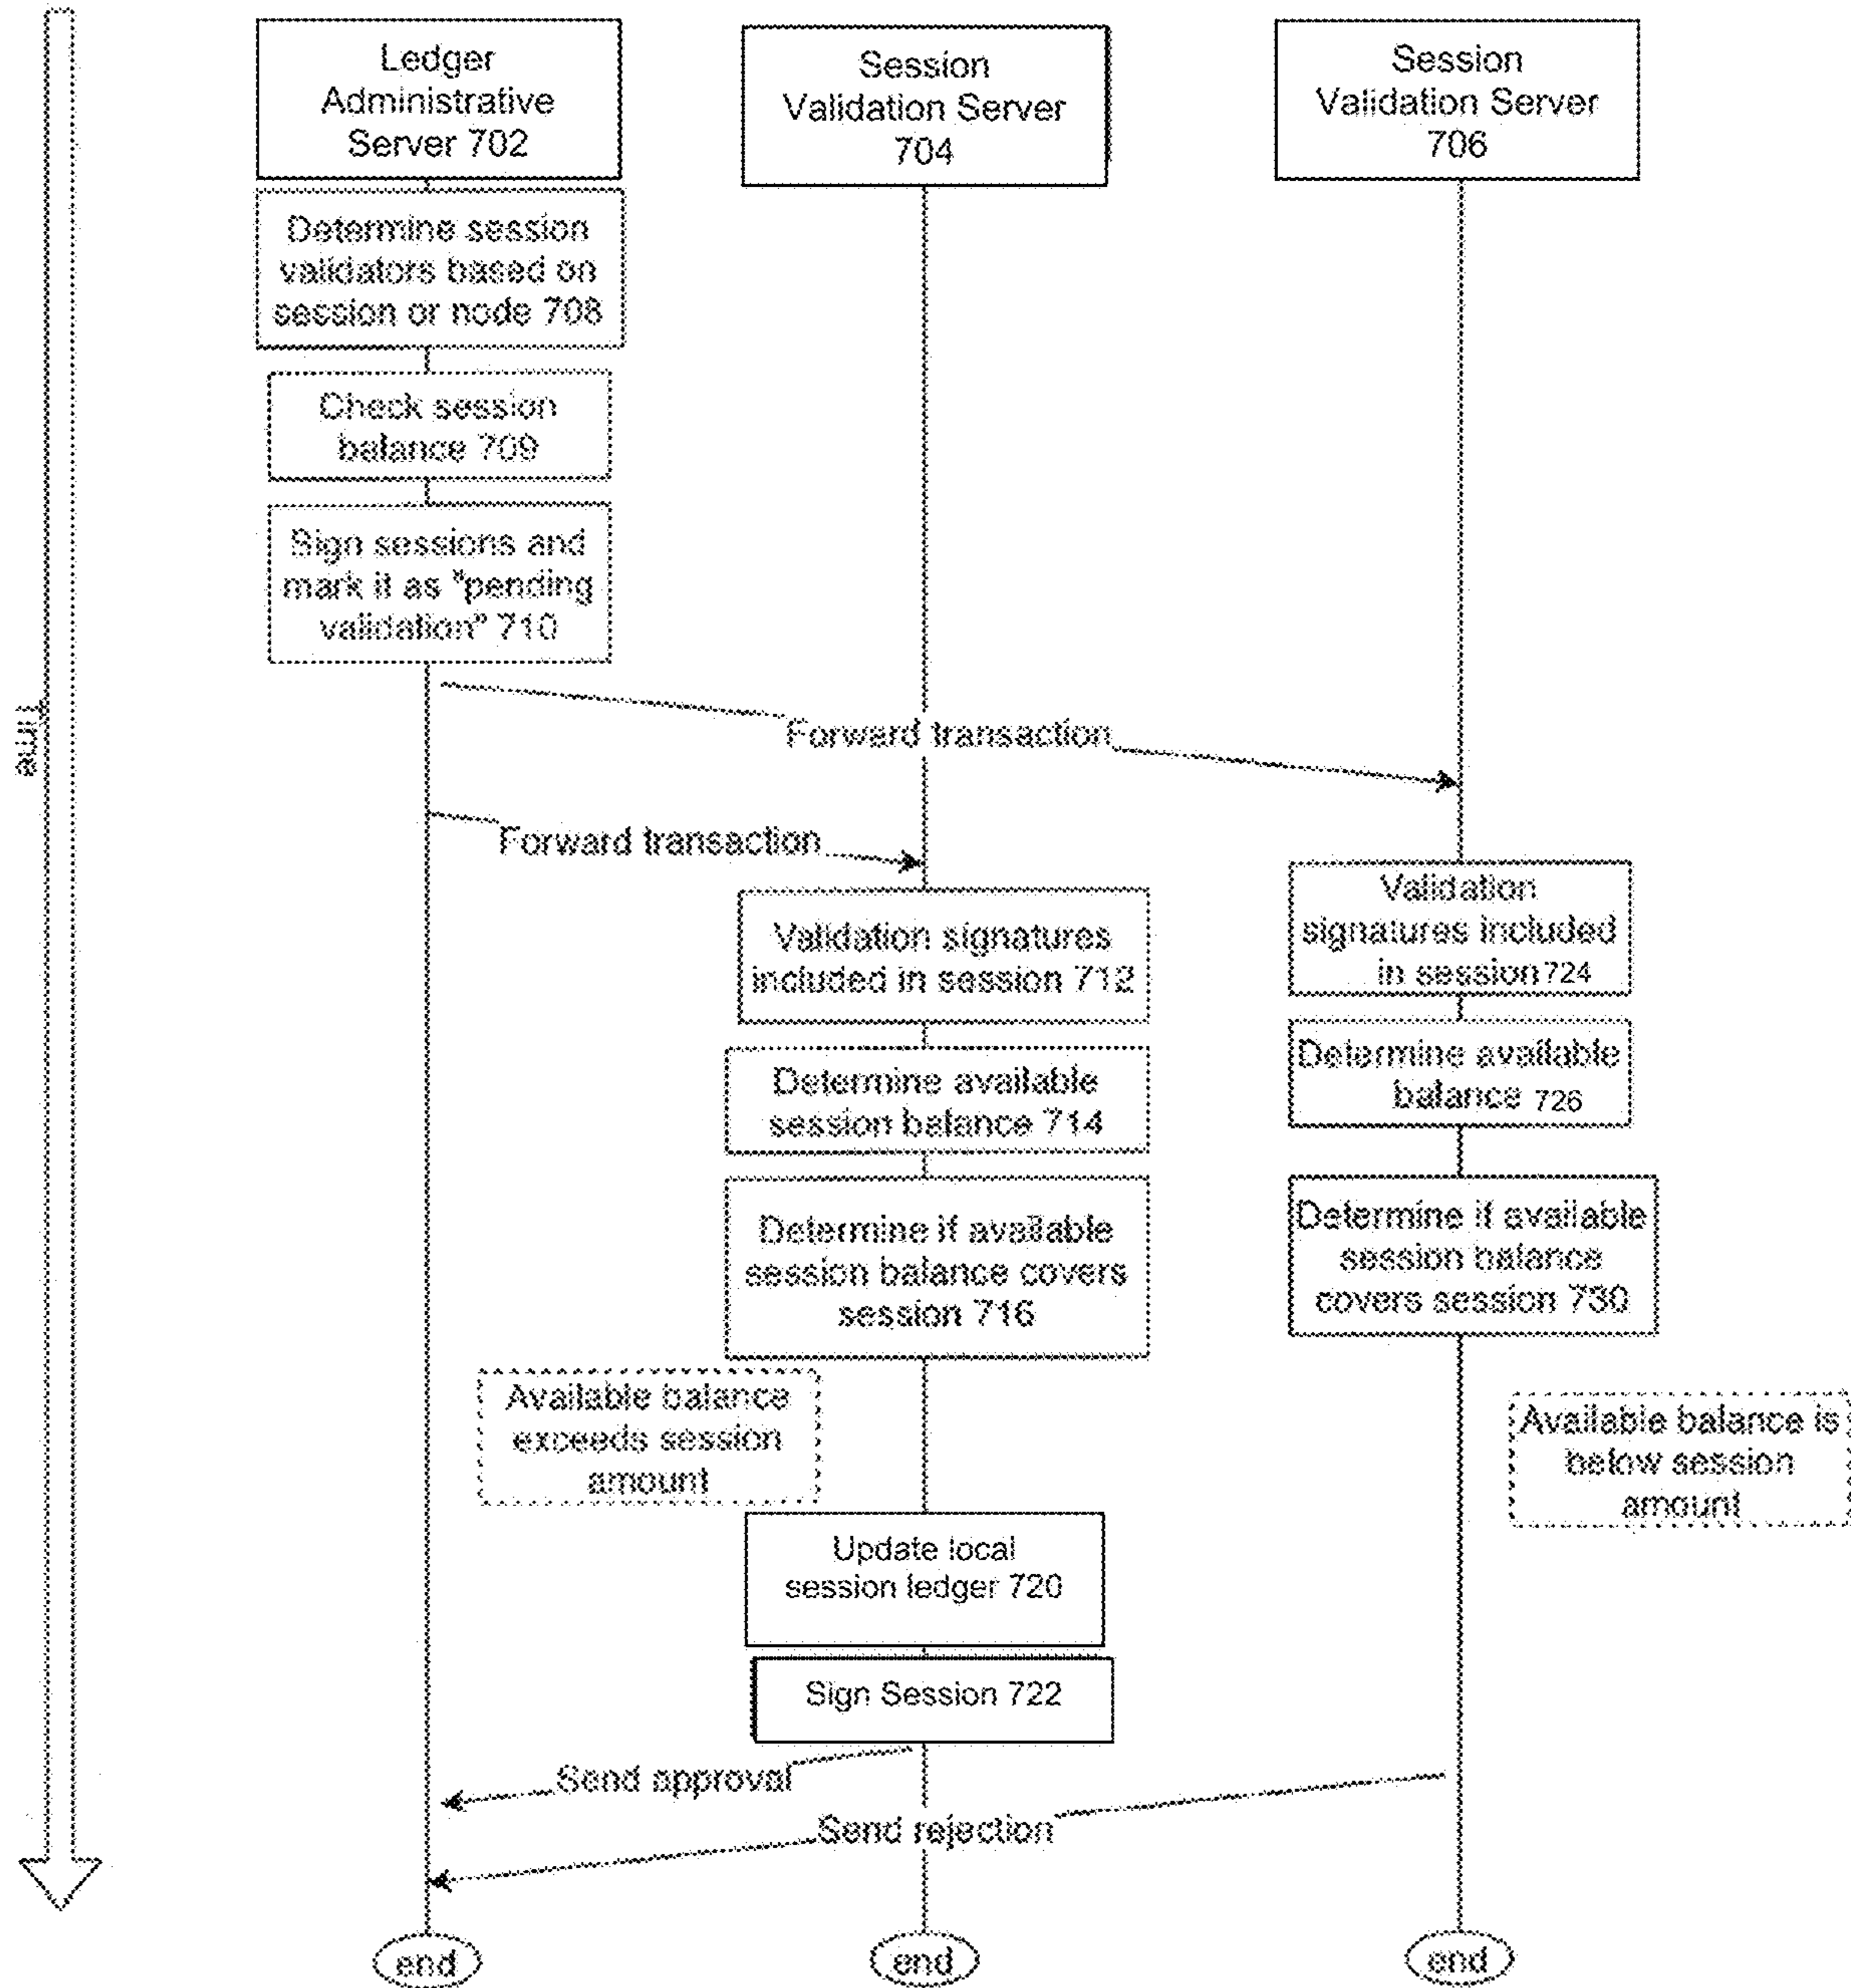 Ledger
Administrative
Server 702
Session
Validation Server
704
Session
Validation Server
706
Determine session
validators based on
session or node 708
Check session
balance 709
Sign sessions and
mark it as "pending
validation" 710
Time
Forward transaction
Forward transaction
Validation signatures
included in session 712
Validation
signatures included
in session 724
Determine available
session balance 714
Determine available
balance 726
Determine if available
session balance covers
session 716
Determine if available
session balance
covers session 730
Available balance
exceeds session
amount
Available balance is
below session
amount
Update local
session ledger 720
Sign Session 722
Send approval
Send rejection
end
end
end